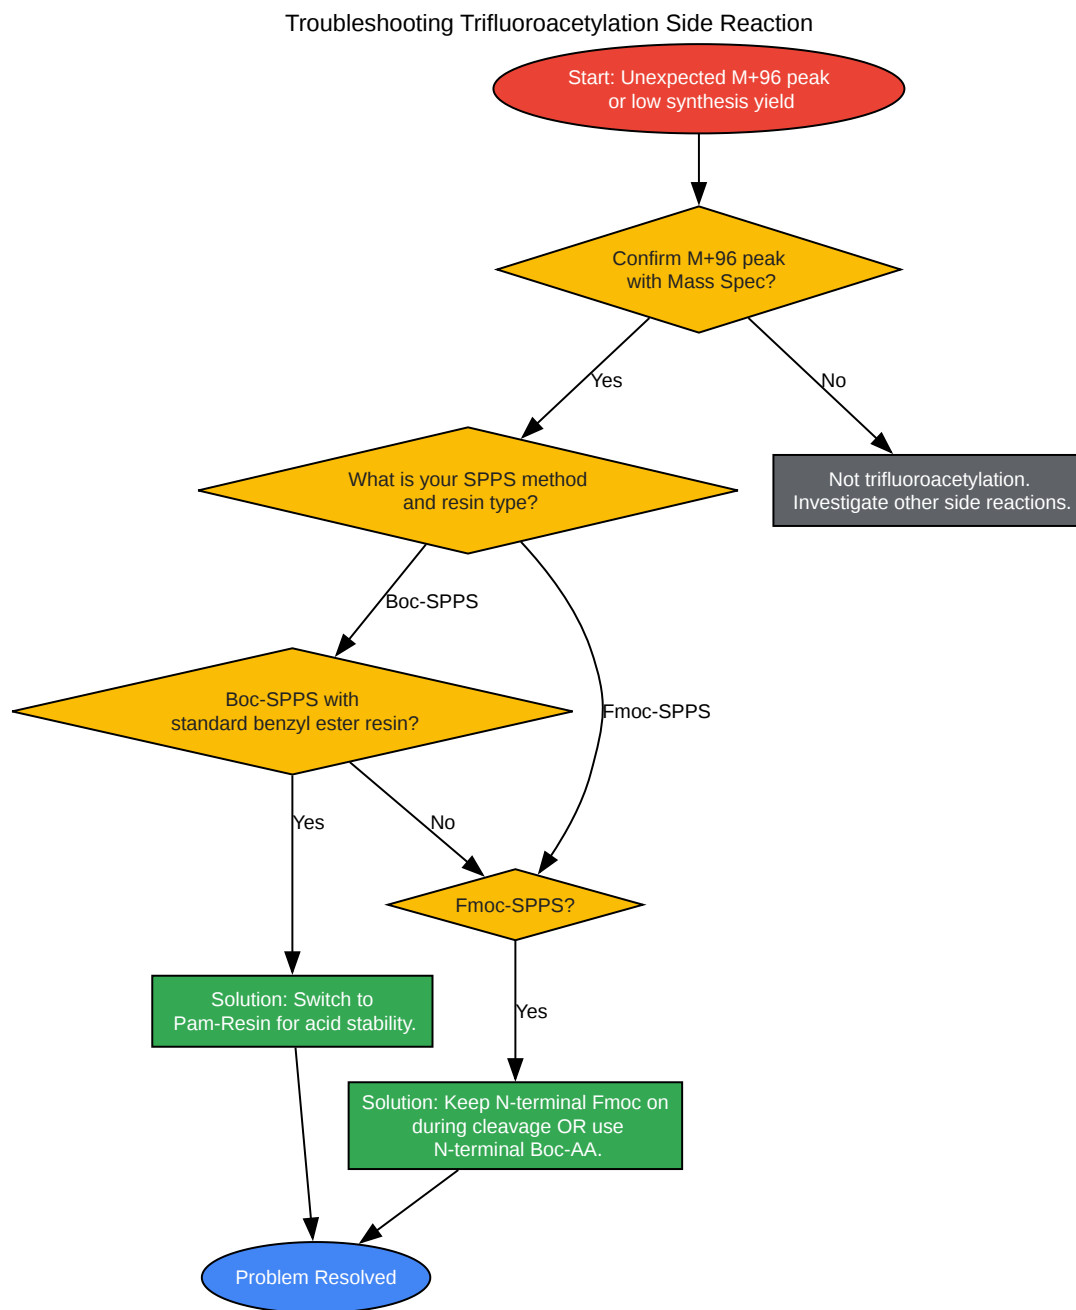 Troubleshooting Trifluoroacetylation Side Reaction
Start: Unexpected M+96 peak
or low synthesis yield
Confirm M+96 peak
with Mass Spec?
Yes
No
What is your SPPS method
and resin type?
Not trifluoroacetylation.
Investigate other side reactions.
Boc-SPPS
Fmoc-SPPS
Boc-SPPS with
standard benzyl ester resin?
Yes
No
Fmoc-SPPS?
Solution: Switch to
Pam-Resin for acid stability.
Yes
Solution: Keep N-terminal Fmoc on
during cleavage OR use
N-terminal Boc-AA.
Problem Resolved